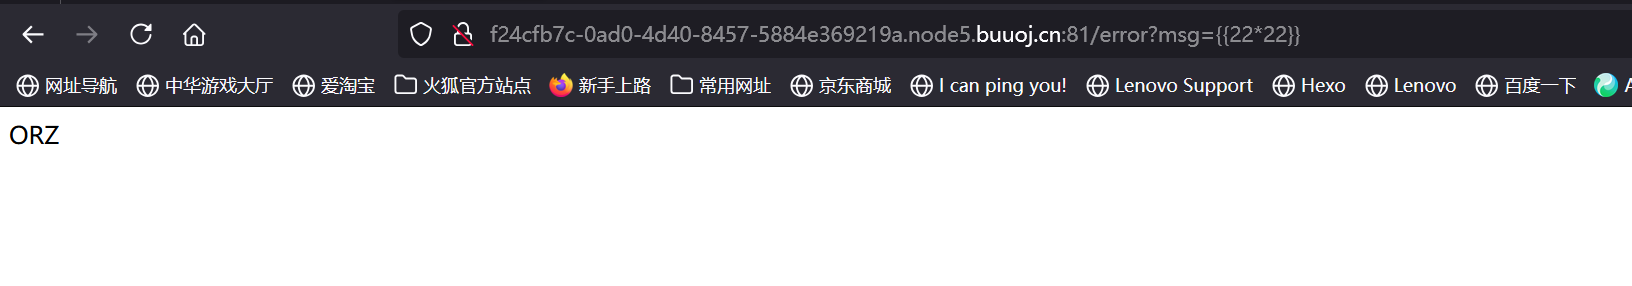 f24cfb7c-0ad0-4d40-8457-5884e369219a.node5.buuoj.cn:81/error?msg={{22*22}}
网址导航 中华游戏大厅 爱淘宝 火狐官方站点 新手上路 常用网址 京东商城 I can ping you! Lenovo Support Hexo Lenovo 百度一下
ORZ